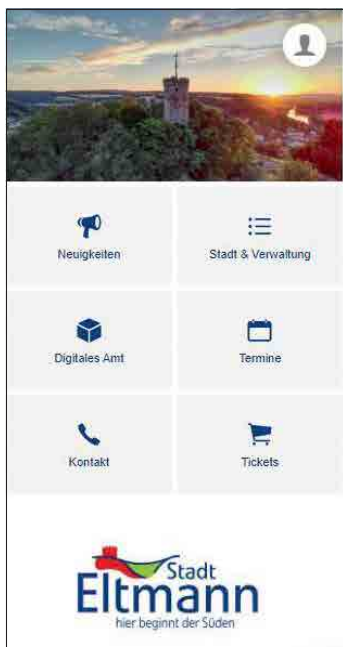 Neuigkeiten
Stadt & Verwaltung
Digitales Amt
Termine
Kontakt
Tickets
Stadt
Eltmann
hier beginnt der Süden